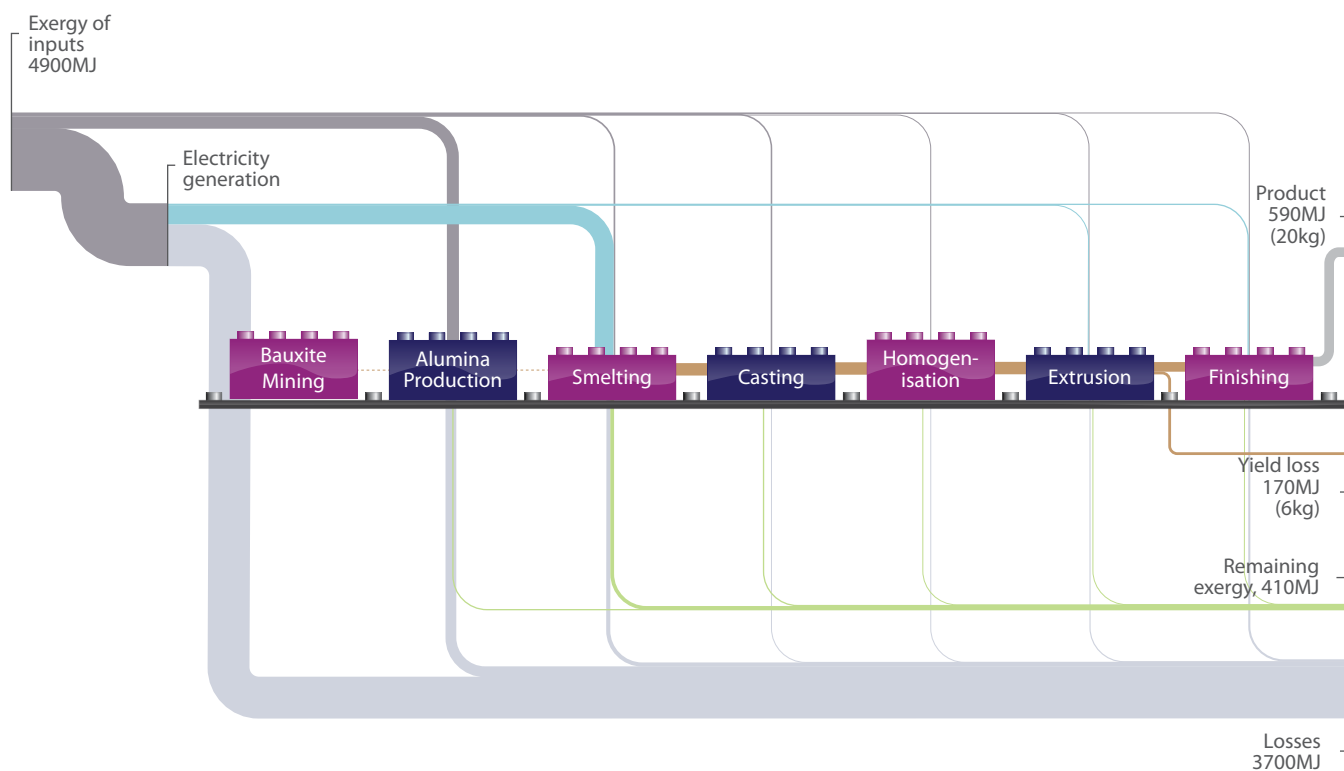 Exergy of
inputs
4900MJ
Electricity
generation
Product
590MJ
(20kg)
Bauxite
Mining
Alumina
Production
Smelting
Casting
Homogen-
isation
Extrusion
Finishing
Yield loss
170MJ
(6kg)
Remaining
exergy, 410MJ
Losses
3700MJ